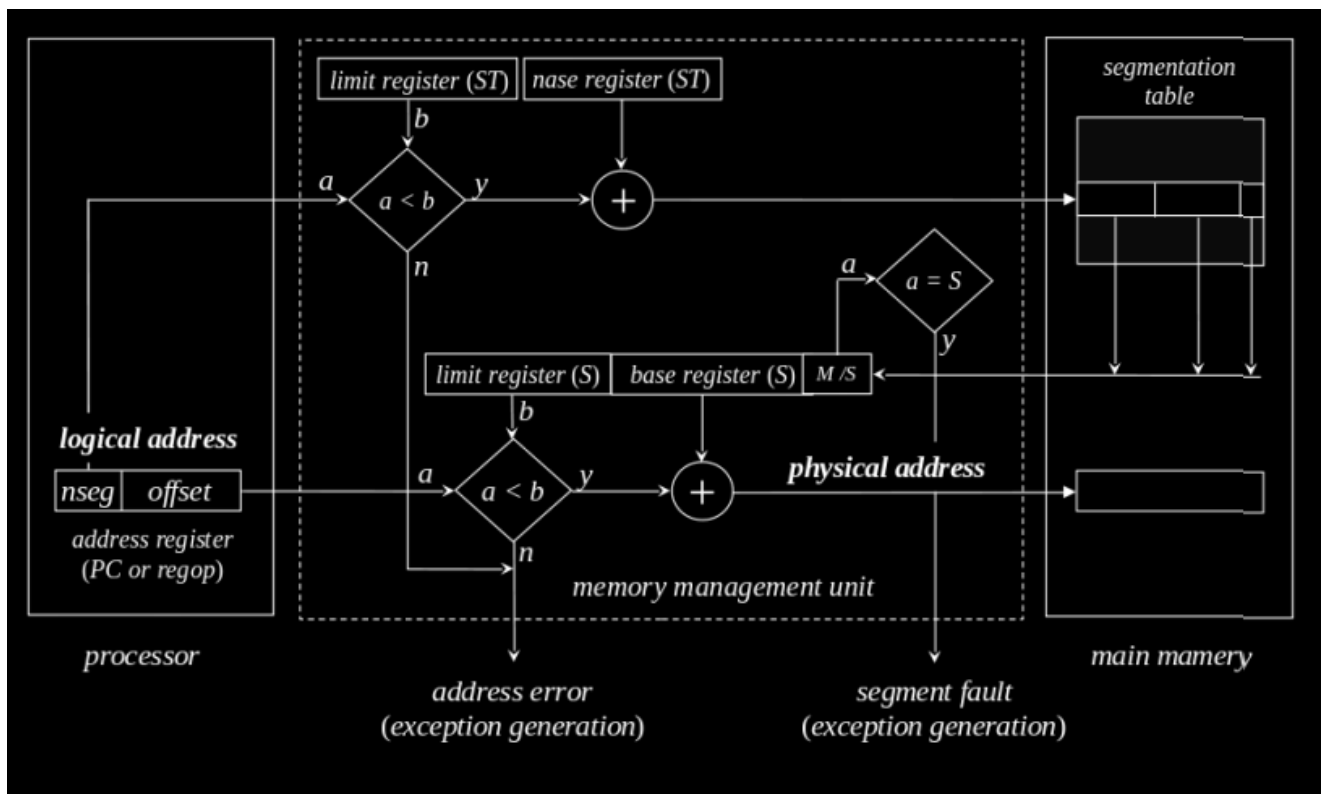 limit register (ST)
nase register (ST)
segmentation
table
b
a
a < b
y
+
n
a
a = S
y
limit register (S)
base register (S)
M /S
b
logical address
nseg
offset
a
a < b
y
+
physical address
address register
(PC or regop)
n
memory management unit
processor
main mamery
address error
(exception generation)
segment fault
(exception generation)